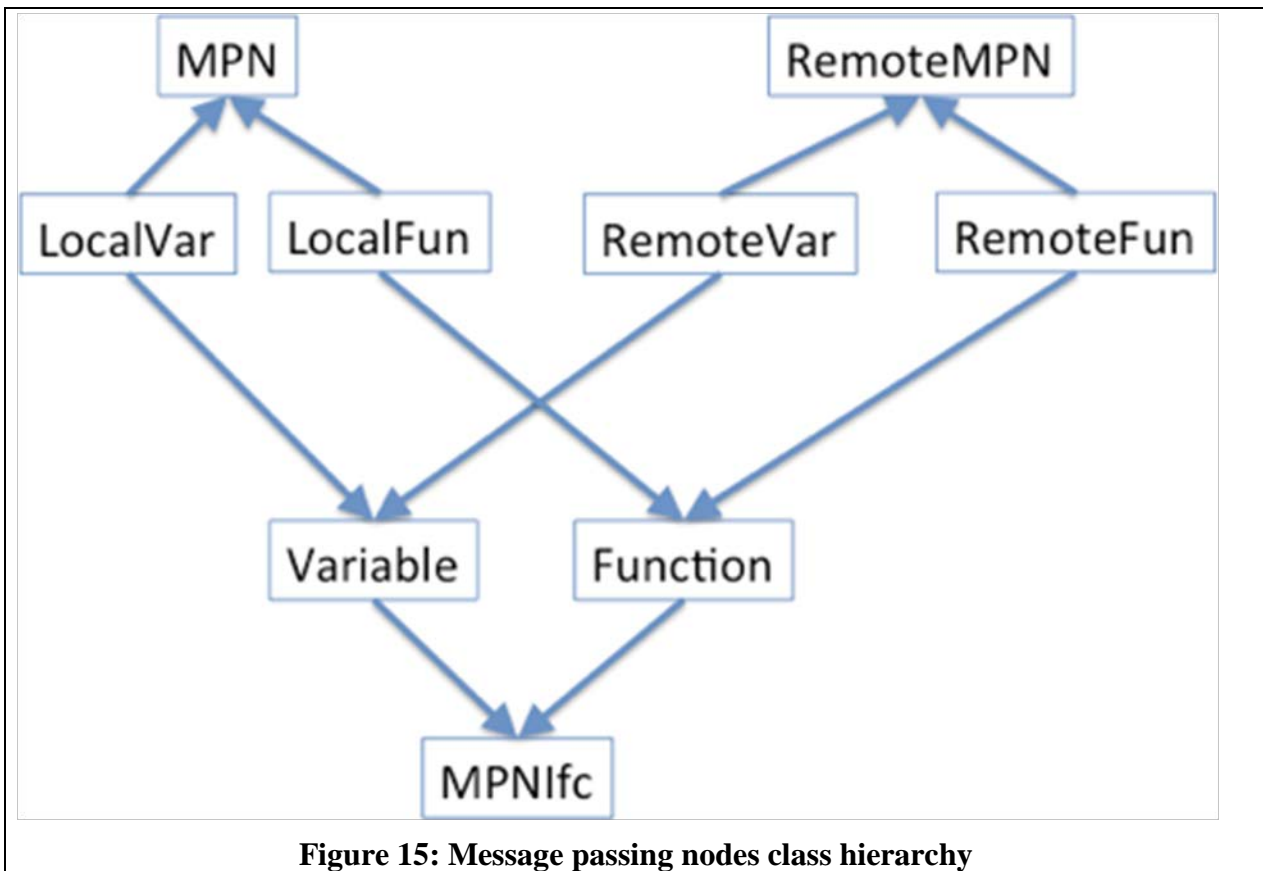 MPN
RemoteMPN
LocalVar
LocalFun
RemoteVar
RemoteFun
Variable
Function
MPNIfc
Figure 15: Message passing nodes class hierarchy